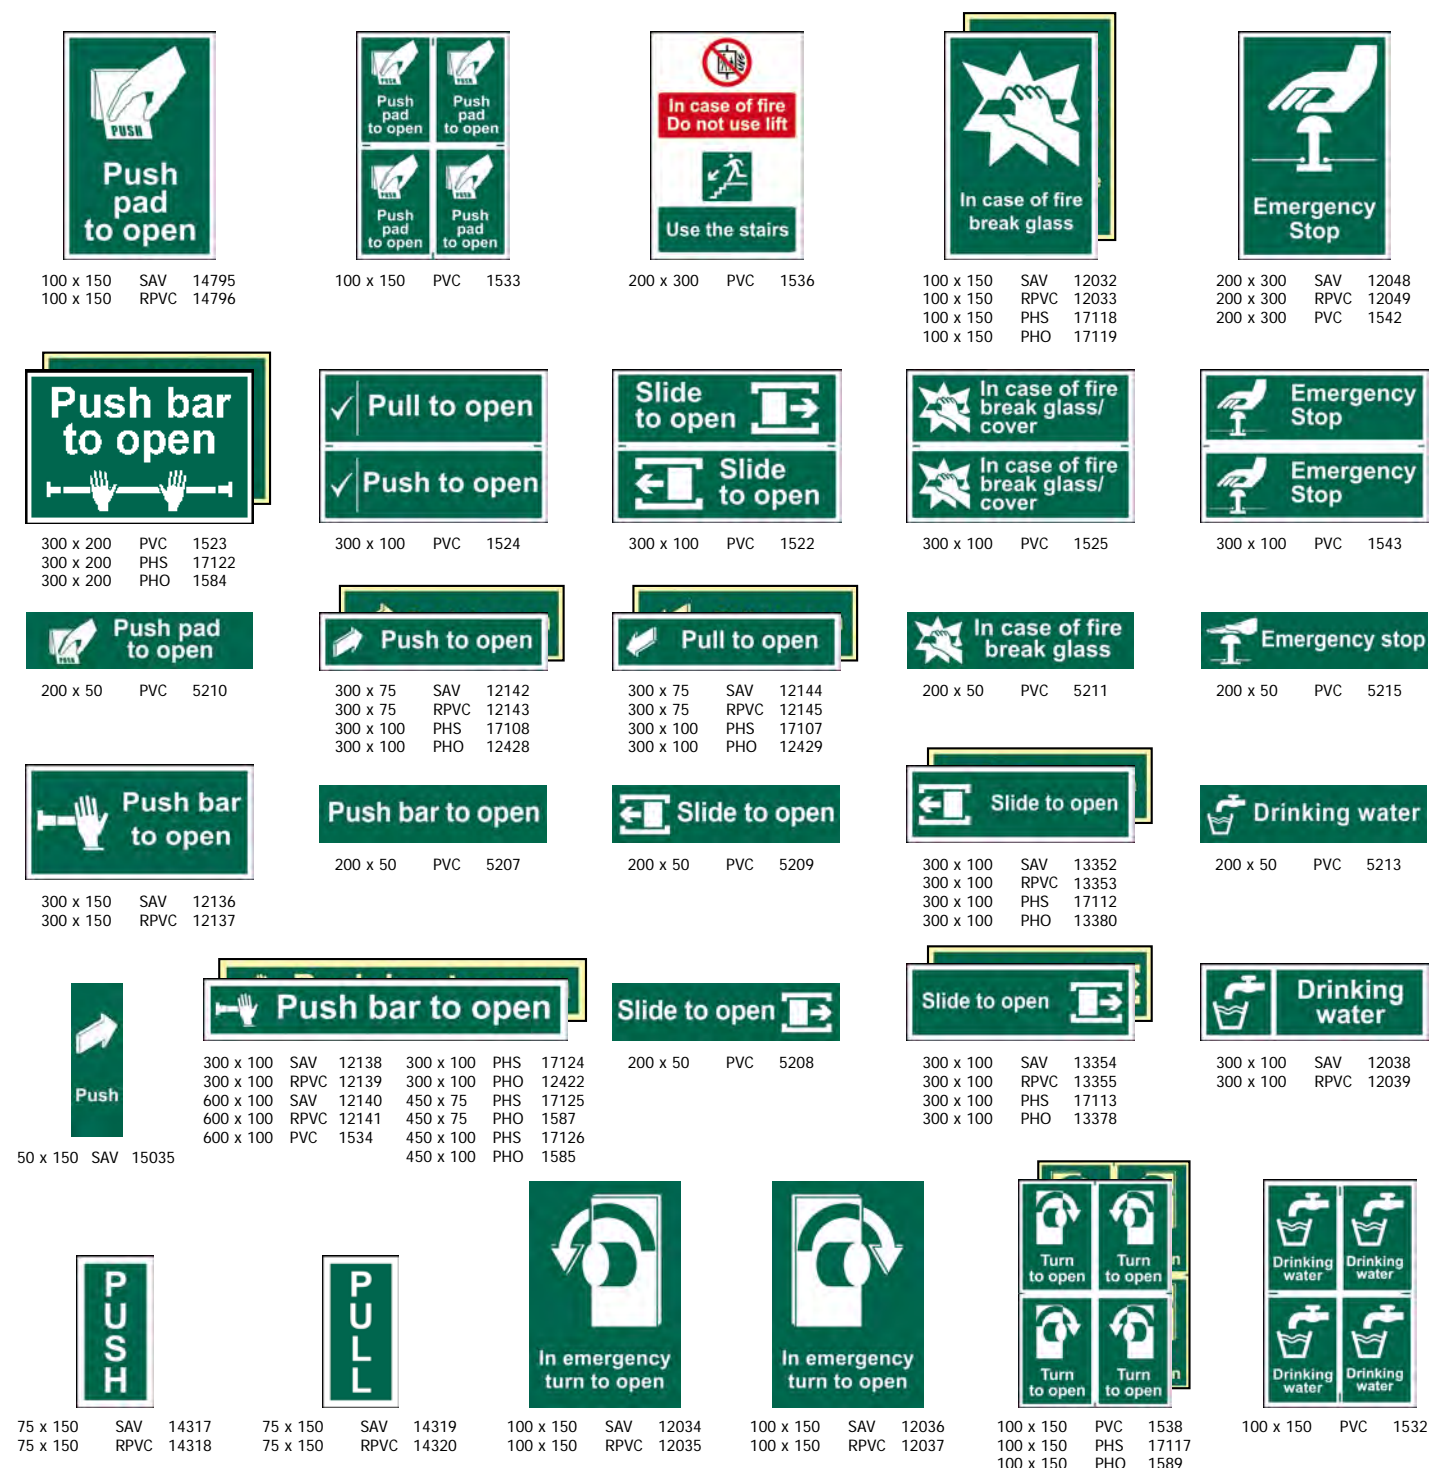 PUSH
Push
pad
to open
100 x 150 SAV 14795
100 x 150 RPVC 14796
PUSH
Push
pad
to open
PUSH
Push
pad
to open
PUSH
Push
pad
to open
PUSH
Push
pad
to open
100 x 150 PVC 1533
In case of fire
Do not use lift
Use the stairs
200 x 300 PVC 1536
In case of fire
break glass
100 x 150 SAV 12032
100 x 150 RPVC 12033
100 x 150 PHS 17118
100 x 150 PHO 17119
Emergency
Stop
200 x 300 SAV 12048
200 x 300 RPVC 12049
200 x 300 PVC 1542
Push bar
to open
300 x 200 PVC 1523
300 x 200 PHS 17122
300 x 200 PHO 1584
Pull to open
Push to open
300 x 100 PVC 1524
Slide
to open
Slide
to open
300 x 100 PVC 1522
In case of fire
break glass/
cover
In case of fire
break glass/
cover
300 x 100 PVC 1525
Emergency
Stop
Emergency
Stop
300 x 100 PVC 1543
PUSH
Push pad
to open
200 x 50 PVC 5210
Push to open
300 x 75 SAV 12142
300 x 75 RPVC 12143
300 x 100 PHS 17108
300 x 100 PHO 12428
Pull to open
300 x 75 SAV 12144
300 x 75 RPVC 12145
300 x 100 PHS 17107
300 x 100 PHO 12429
In case of fire
break glass
200 x 50 PVC 5211
Emergency stop
200 x 50 PVC 5215
Push bar
to open
300 x 150 SAV 12136
300 x 150 RPVC 12137
Push bar to open
200 x 50 PVC 5207
Slide to open
200 x 50 PVC 5209
Slide to open
300 x 100 SAV 13352
300 x 100 RPVC 13353
300 x 100 PHS 17112
300 x 100 PHO 13380
Drinking water
200 x 50 PVC 5213
Push
50 x 150 SAV 15035
Push bar to open
300 x 100 SAV 12138 300 x 100 PHS 17124
300 x 100 RPVC 12139 300 x 100 PHO 12422
600 x 100 SAV 12140 450 x 75 PHS 17125
600 x 100 RPVC 12141 450 x 75 PHO 1587
600 x 100 PVC 1534 450 x 100 PHS 17126
450 x 100 PHO 1585
Slide to open
200 x 50 PVC 5208
Slide to open
300 x 100 SAV 13354
300 x 100 RPVC 13355
300 x 100 PHS 17113
300 x 100 PHO 13378
Drinking
water
300 x 100 SAV 12038
300 x 100 RPVC 12039
P
U
S
H
75 x 150 SAV 14317
75 x 150 RPVC 14318
P
U
L
L
75 x 150 SAV 14319
75 x 150 RPVC 14320
In emergency
turn to open
100 x 150 SAV 12034
100 x 150 RPVC 12035
In emergency
turn to open
100 x 150 SAV 12036
100 x 150 RPVC 12037
Turn
to open
Turn
to open
Turn
to open
Turn
to open
100 x 150 PVC 1538
100 x 150 PHS 17117
100 x 150 PHO 1589
Drinking
water
Drinking
water
Drinking
water
Drinking
water
100 x 150 PVC 1532